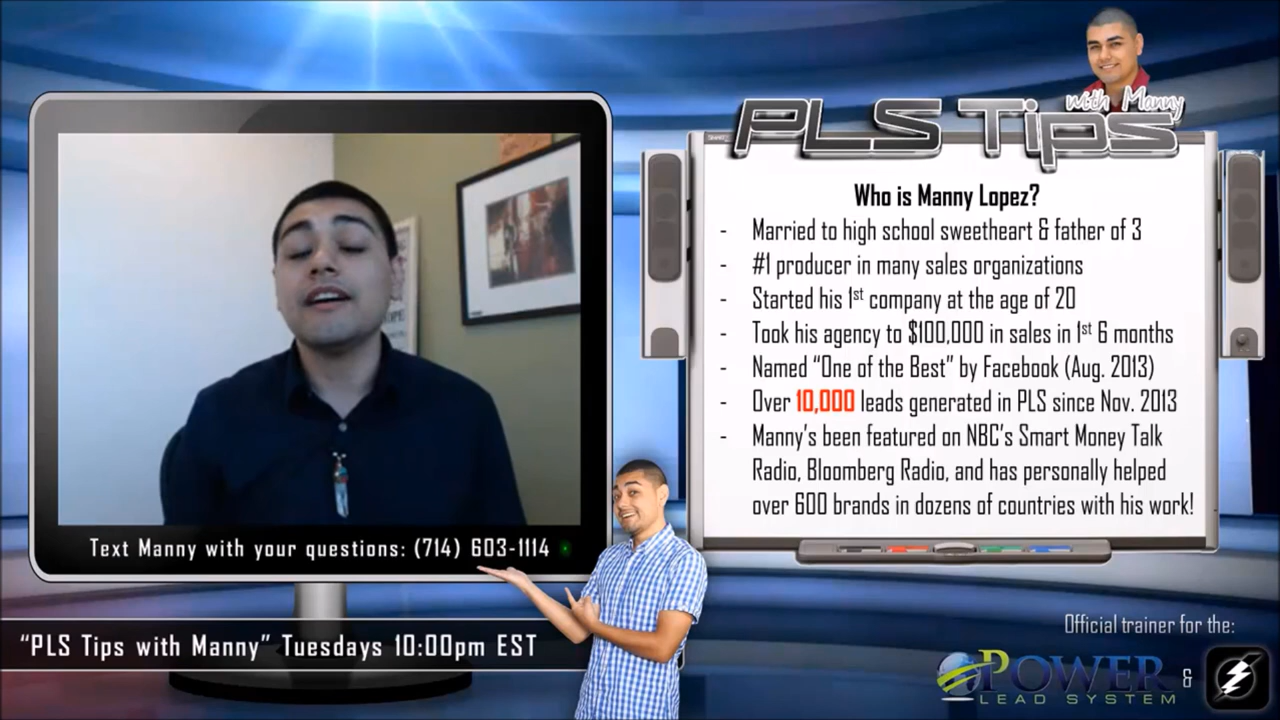 with Manny
PLS Tips
Who is Manny Lopez?
- Married to high school sweetheart & father of 3
- #1 producer in many sales organizations
- Started his 1st company at the age of 20
- Took his agency to $100,000 in sales in 1st 6 months
- Named “One of the Best” by Facebook (Aug. 2013)
- Over 10,000 leads generated in PLS since Nov. 2013
- Manny’s been featured on NBC’s Smart Money Talk
Radio, Bloomberg Radio, and has personally helped
over 600 brands in dozens of countries with his work!
Text Manny with your questions: (714) 603-1114
“PLS Tips with Manny” Tuesdays 10:00pm EST
Official trainer for the:
POWER
LEAD SYSTEM
&